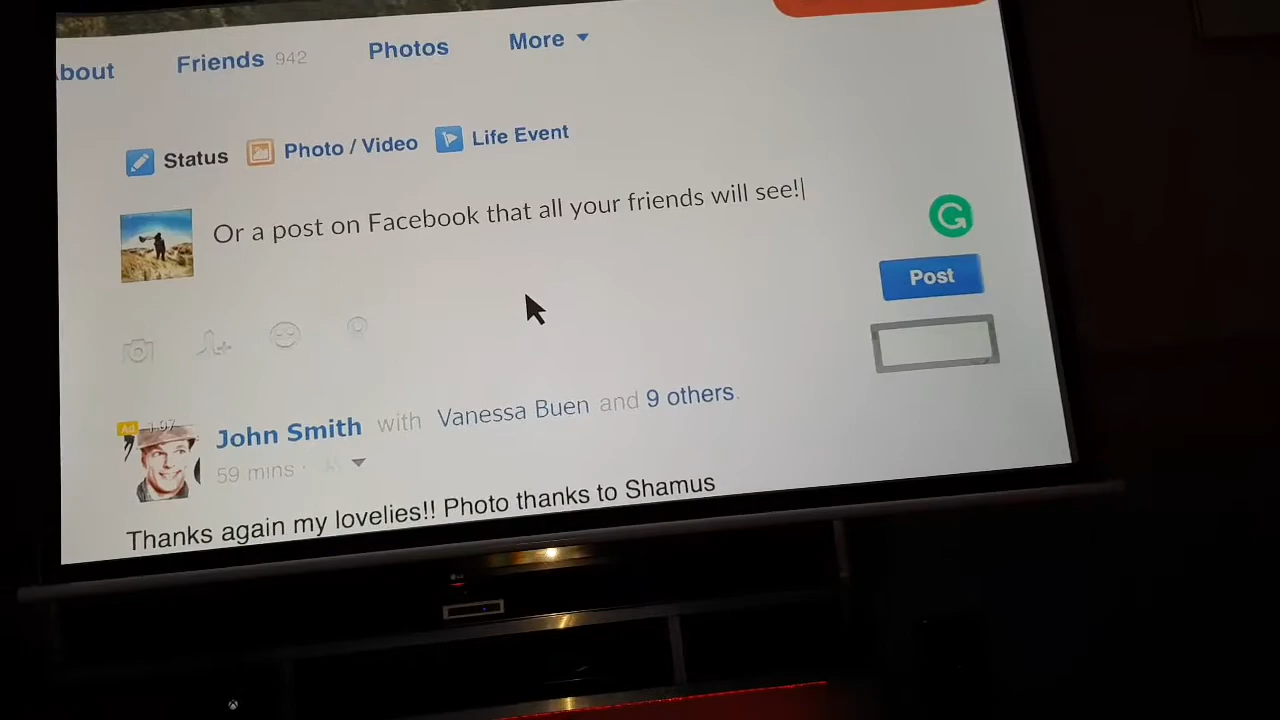 About Friends 942 Photos More
Status Photo / Video Life Event
Or a post on Facebook that all your friends will see!
Post
Ad
John Smith with Vanessa Buen and 9 others.
59 mins ·
Thanks again my lovelies!! Photo thanks to Shamus